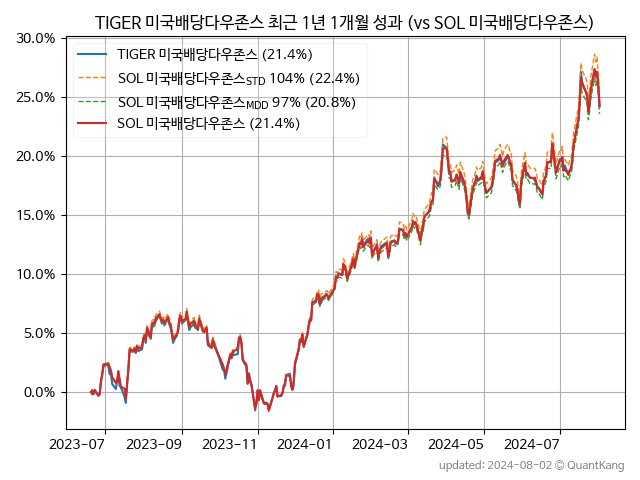 TIGER 미국배당다우존스 최근 1년 1개월 성과 (vs SOL 미국배당다우존스)
30.0%
25.0%
20.0%
15.0%
10.0%
5.0%
0.0%
TIGER 미국배당다우존스 (21.4%)
SOL 미국배당다우존스STD 104% (22.4%)
SOL 미국배당다우존스MDD 97% (20.8%)
SOL 미국배당다우존스 (21.4%)
2023-07 2023-09 2023-11 2024-01 2024-03 2024-05 2024-07
updated: 2024-08-02 © QuantKang